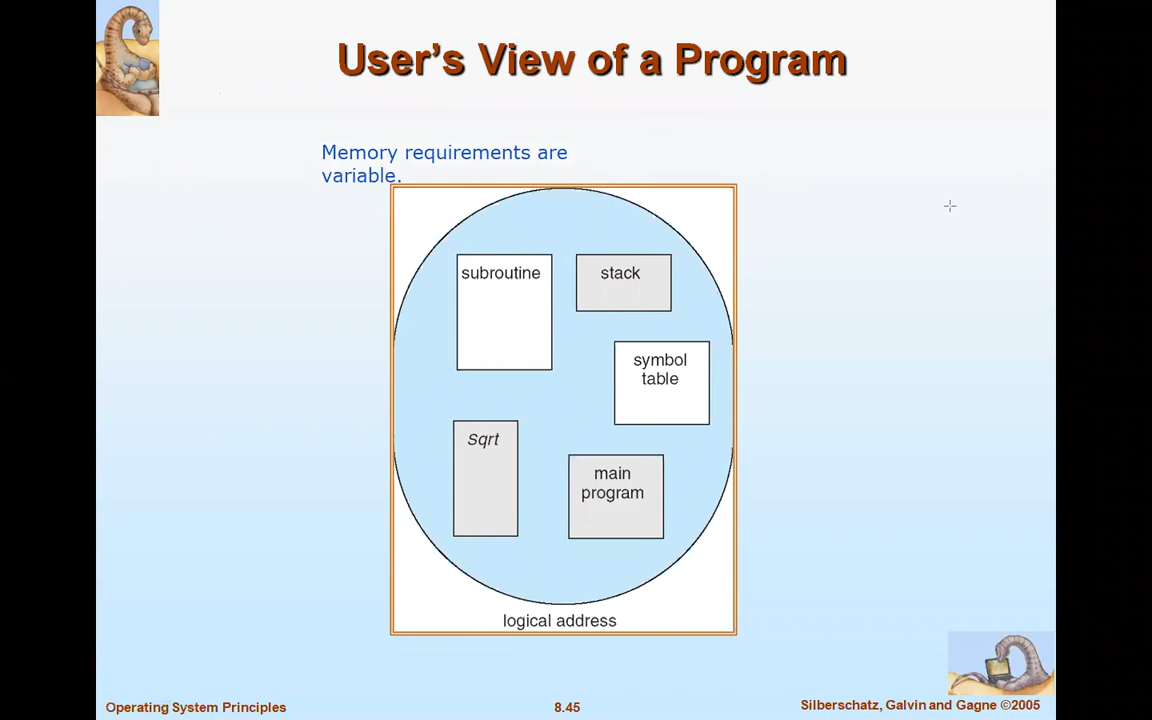 User's View of a Program
Memory requirements are
variable.
subroutine
stack
symbol
table
Sqrt
main
program
logical address
Operating System Principles
8.45
Silberschatz, Galvin and Gagne ©2005